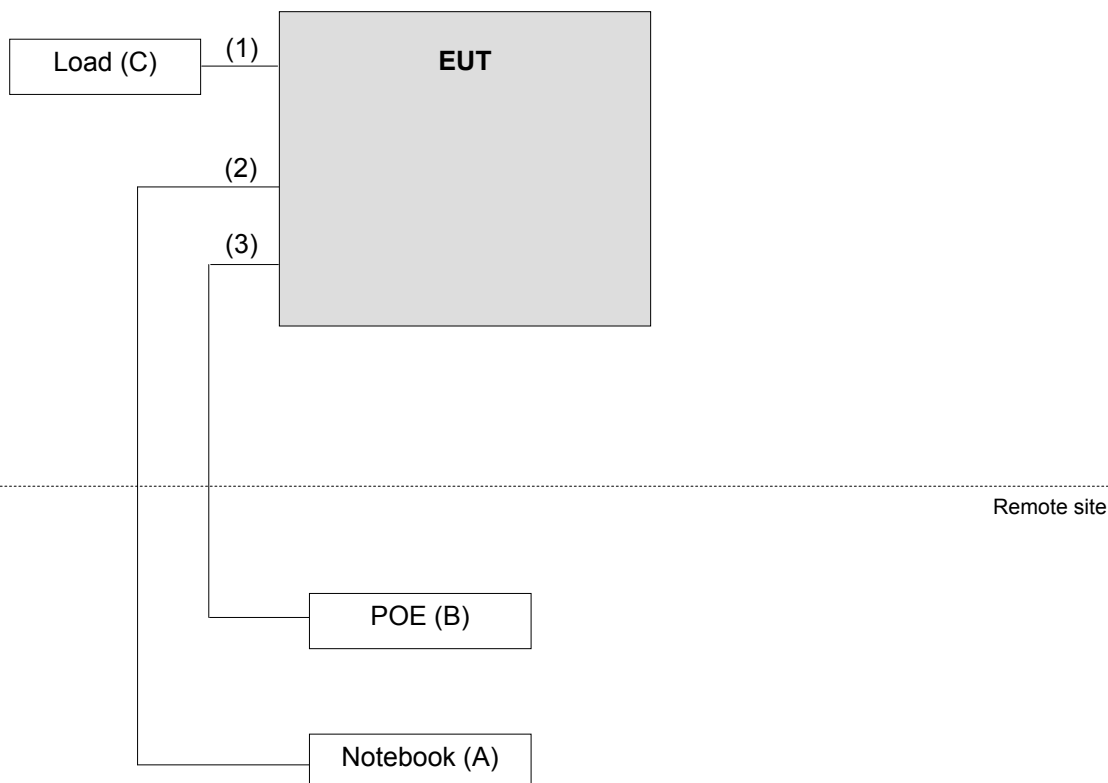 (1)
Load (C)
EUT
(2)
(3)
Remote site
POE (B)
Notebook (A)